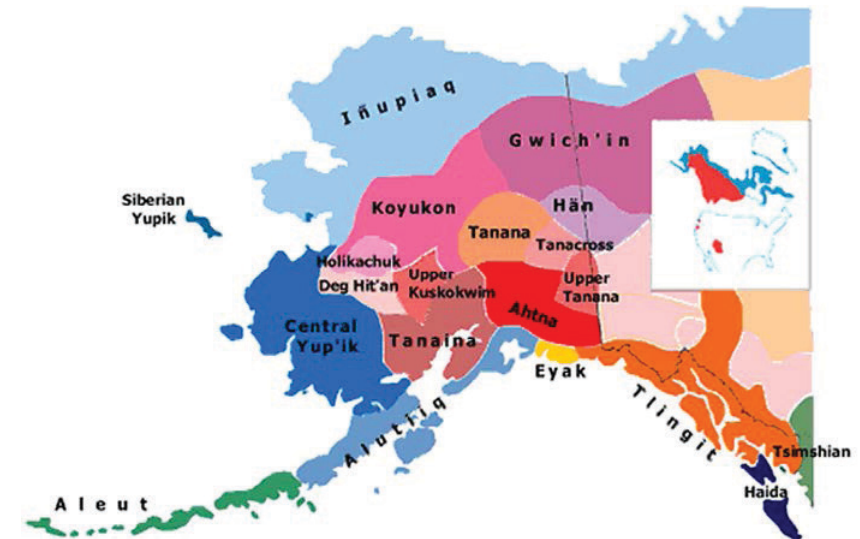 Iñupiaq
Gwich'in
Siberian
Yupik
Koyukon
Hän
Tanana
Tanacross
Holikachuk
Deg Hit'an
Upper
Kuskokwim
Upper
Tanana
Ahtna
Central
Yup'ik
Tanaina
Eyak
Alutiiq
Tlingit
Tsimshian
Haida
Aleut